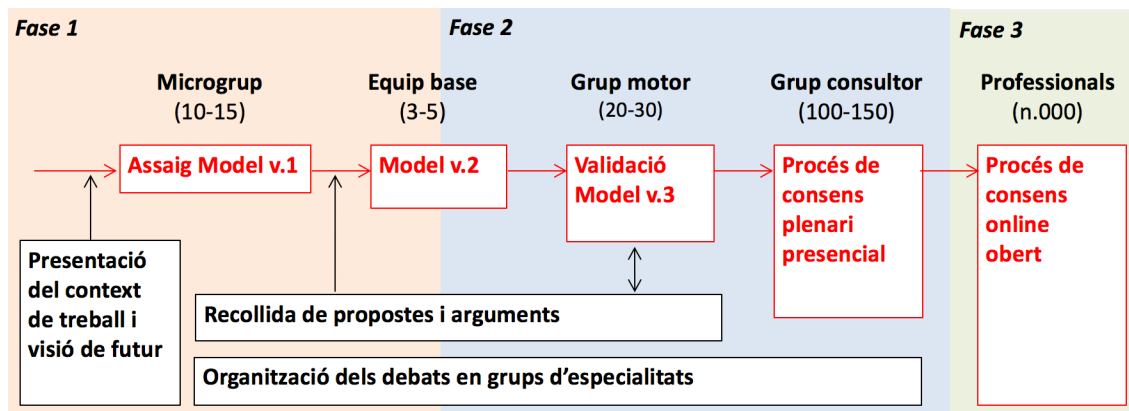 Fase 1
Fase 2
Fase 3
Microgrup
(10-15)
Equip base
(3-5)
Grup motor
(20-30)
Grup consultor
(100-150)
Professionals
(n.000)
Assaig Model v.1
Model v.2
Validació
Model v.3
Procés de
consens
plenari
presencial
Procés de
consens
online
obert
Presentació
del context
de treball i
visió de futur
Recollida de propostes i arguments
Organització dels debats en grups d'especialitats